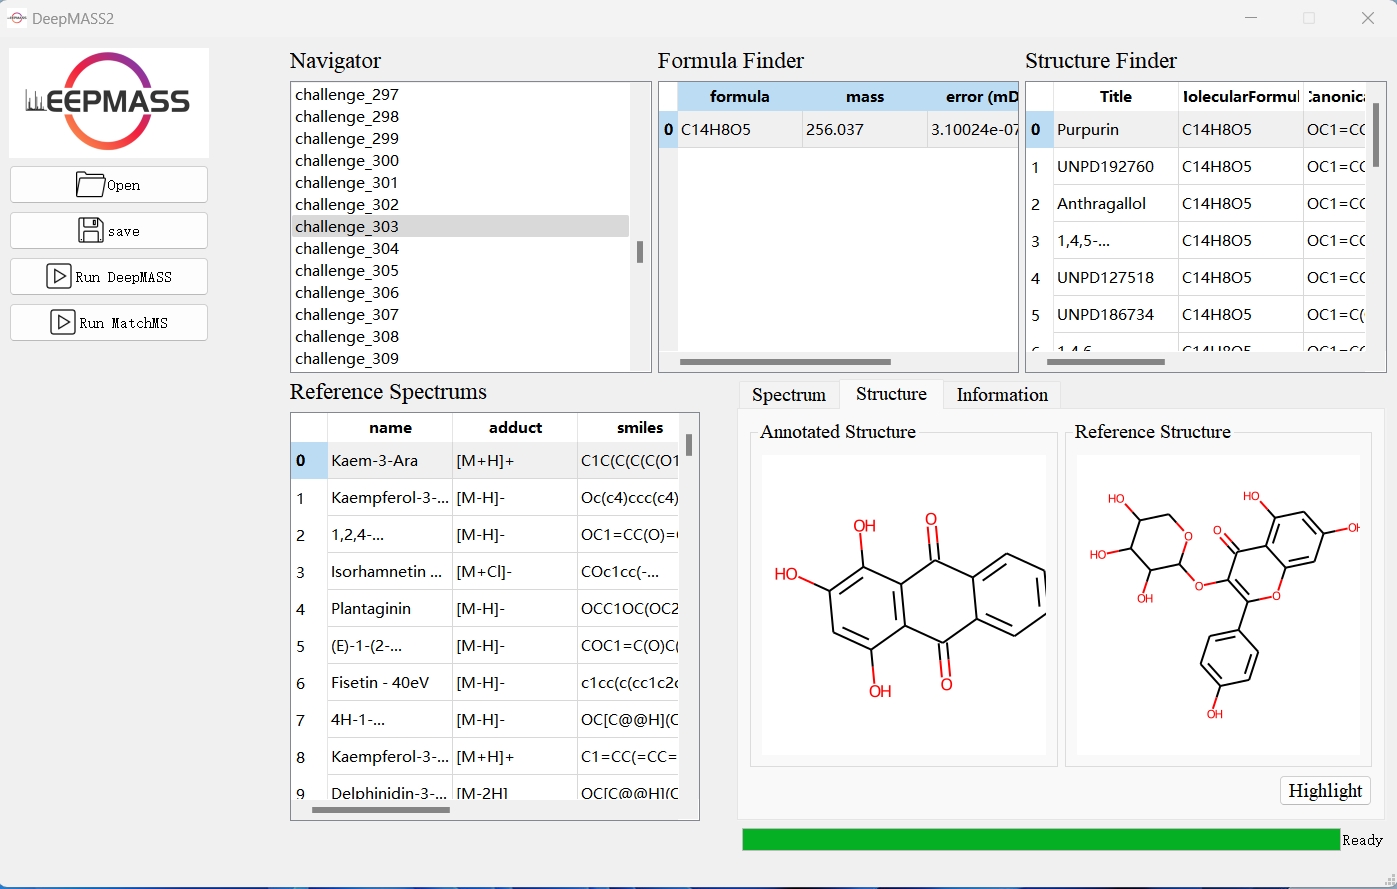 DeepMASS2
EEPMASS
Open
save
Run DeepMASS
Run MatchMS
Navigator
challenge_297
challenge_298
challenge_299
challenge_300
challenge_301
challenge_302
challenge_303
challenge_304
challenge_305
challenge_306
challenge_307
challenge_308
challenge_309
Formula Finder
formula mass error (mD
0 C14H8O5 256.037 3.10024e-07
Structure Finder
Title olecularFormul anonica
0 Purpurin C14H8O5 OC1=CC
1 UNPD192760 C14H8O5 OC1=CC
2 Anthragallol C14H8O5 OC1=CC
3 1,4,5-... C14H8O5 OC1=CC
4 UNPD127518 C14H8O5 OC1=CC
5 UNPD186734 C14H8O5 OC1=C(
6 1,4,6 C14H8O5 OC1=CC
Reference Spectrums
name adduct smiles
0 Kaem-3-Ara [M+H]+ C1C(C(C(C(O1
1 Kaempferol-3-... [M-H]- Oc(c4)ccc(c4)
2 1,2,4-... [M-H]- OC1=CC(O)=
3 Isorhamnetin ... [M+Cl]- COc1cc(-...
4 Plantaginin [M-H]- OCC1OC(OC2
5 (E)-1-(2-... [M-H]- COC1=C(O)C(
6 Fisetin - 40eV [M-H]- c1cc(c(cc1c2c
7 4H-1-... [M-H]- OC[C@@H](C
8 Kaempferol-3-... [M+H]+ C1=CC(=CC=
9 Delphinidin-3-... [M-2H] OC[C@@H](C
Spectrum Structure Information
Annotated Structure
OH
O
HO
OH
O
Reference Structure
HO
HO
O
O
OH
HO
O
OH
O
OH
Highlight
Ready